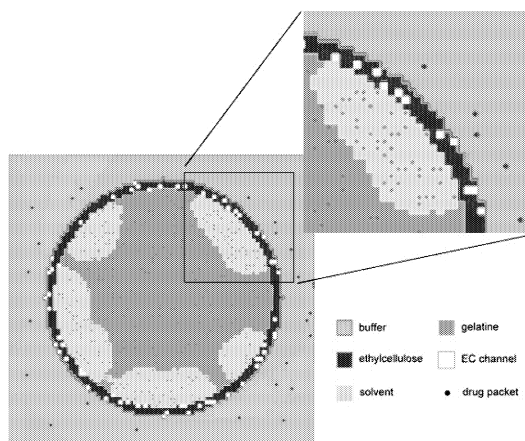 buffer gelatine
ethylcellulose EC channel
solvent drug packet